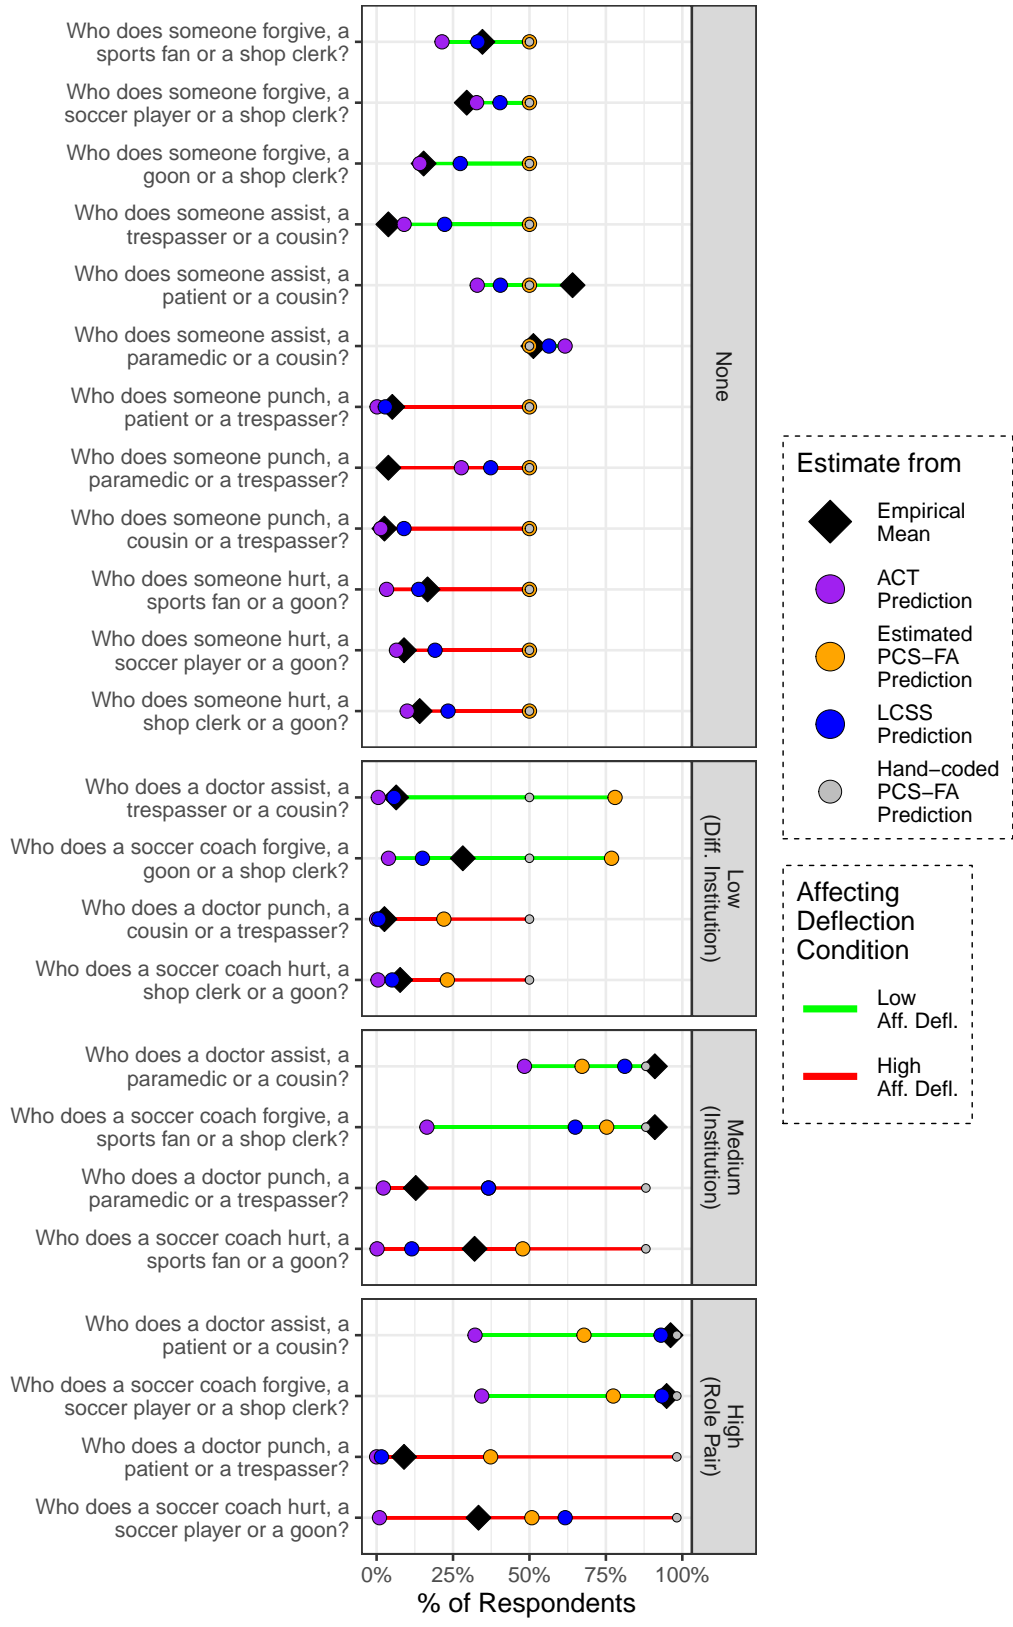 Who does someone forgive, a
sports fan or a shop clerk?
Who does someone forgive, a
soccer player or a shop clerk?
Who does someone forgive, a
goon or a shop clerk?
Who does someone assist, a
trespasser or a cousin?
Who does someone assist, a
patient or a cousin?
Who does someone assist, a
paramedic or a cousin?
Who does someone punch, a
patient or a trespasser?
Who does someone punch, a
paramedic or a trespasser?
Who does someone punch, a
cousin or a trespasser?
Who does someone hurt, a
sports fan or a goon?
Who does someone hurt, a
soccer player or a goon?
Who does someone hurt, a
shop clerk or a goon?
None
Who does a doctor assist, a
trespasser or a cousin?
Who does a soccer coach forgive, a
goon or a shop clerk?
Who does a doctor punch, a
cousin or a trespasser?
Who does a soccer coach hurt, a
shop clerk or a goon?
Low
(Diff. Institution)
Who does a doctor assist, a
paramedic or a cousin?
Who does a soccer coach forgive, a
sports fan or a shop clerk?
Who does a doctor punch, a
paramedic or a trespasser?
Who does a soccer coach hurt, a
sports fan or a goon?
Medium
(Institution)
Who does a doctor assist, a
patient or a cousin?
Who does a soccer coach forgive, a
soccer player or a shop clerk?
Who does a doctor punch, a
patient or a trespasser?
Who does a soccer coach hurt, a
soccer player or a goon?
High
(Role Pair)
0% 25% 50% 75% 100%
% of Respondents
Estimate from
Empirical
Mean
ACT
Prediction
Estimated
PCS−FA
Prediction
LCSS
Prediction
Hand−coded
PCS−FA
Prediction
Affecting
Deflection
Condition
Low
Aff. Defl.
High
Aff. Defl.